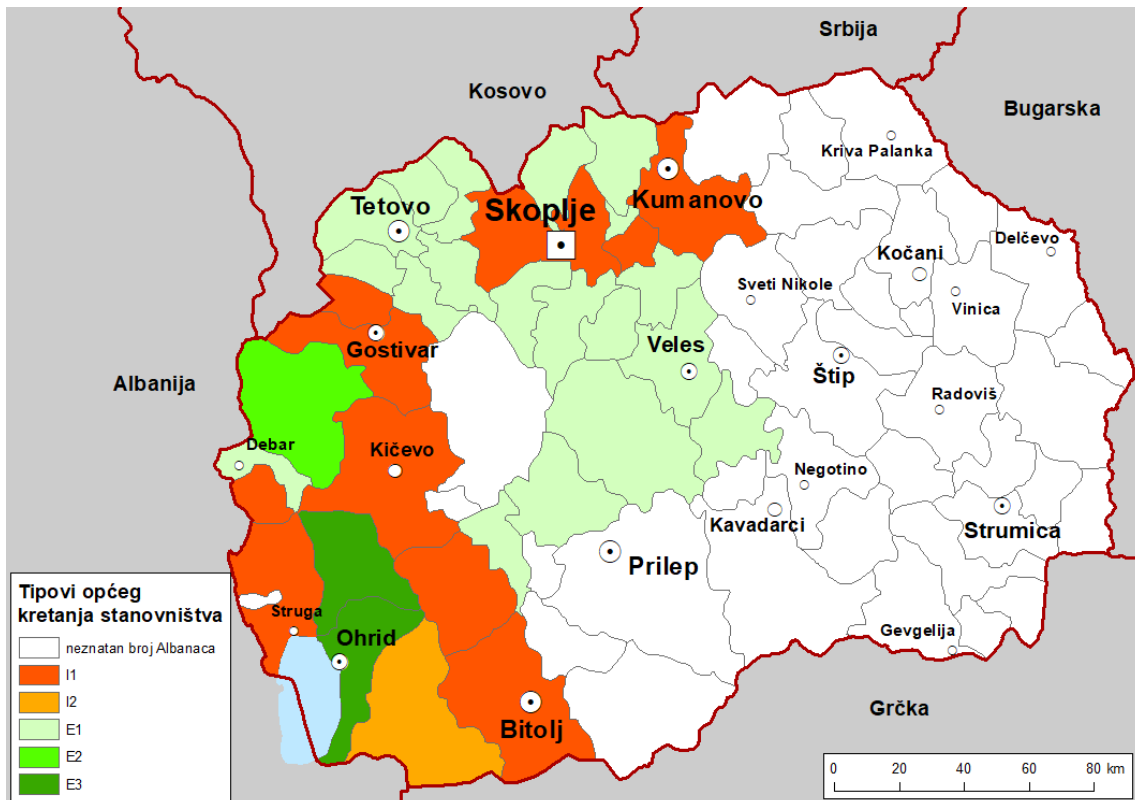 Srbija
Kosovo
Bugarska
Kriva Palanka
Kumanovo
Tetovo
Skoplje
Kočani
Delčevo
Sveti Nikole
Vinica
Gostivar
Veles
Štip
Albanija
Radoviš
Debar
Kičevo
Negotino
Kavadarci
Strumica
Prilep
Tipovi općeg
kretanja stanovništva
neznatan broj Albanaca
I1
I2
E1
E2
E3
Struga
Ohrid
Gevgelija
Bitolj
Grčka
0 20 40 60 80 km